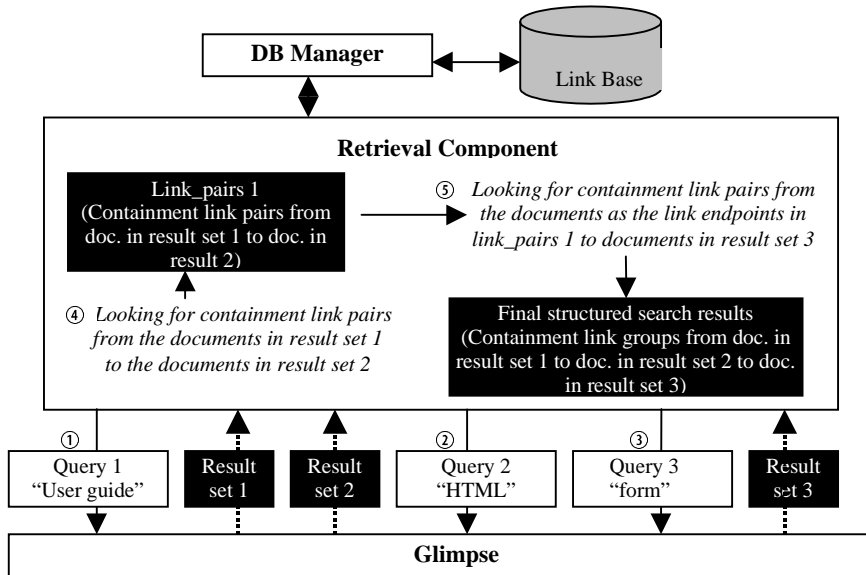 DB Manager
Link Base
Retrieval Component
Link_pairs 1
(Containment link pairs from
doc. in result set 1 to doc. in
result 2)
⑤ Looking for containment link pairs from
the documents as the link endpoints in
link_pairs 1 to documents in result set 3
④ Looking for containment link pairs
from the documents in result set 1
to the documents in result set 2
Final structured search results
(Containment link groups from doc. in
result set 1 to doc. in result set 2 to doc.
in result set 3)
①
②
③
Query 1
“User guide”
Result
set 1
Result
set 2
Query 2
“HTML”
Query 3
“form”
Result
set 3
Glimpse